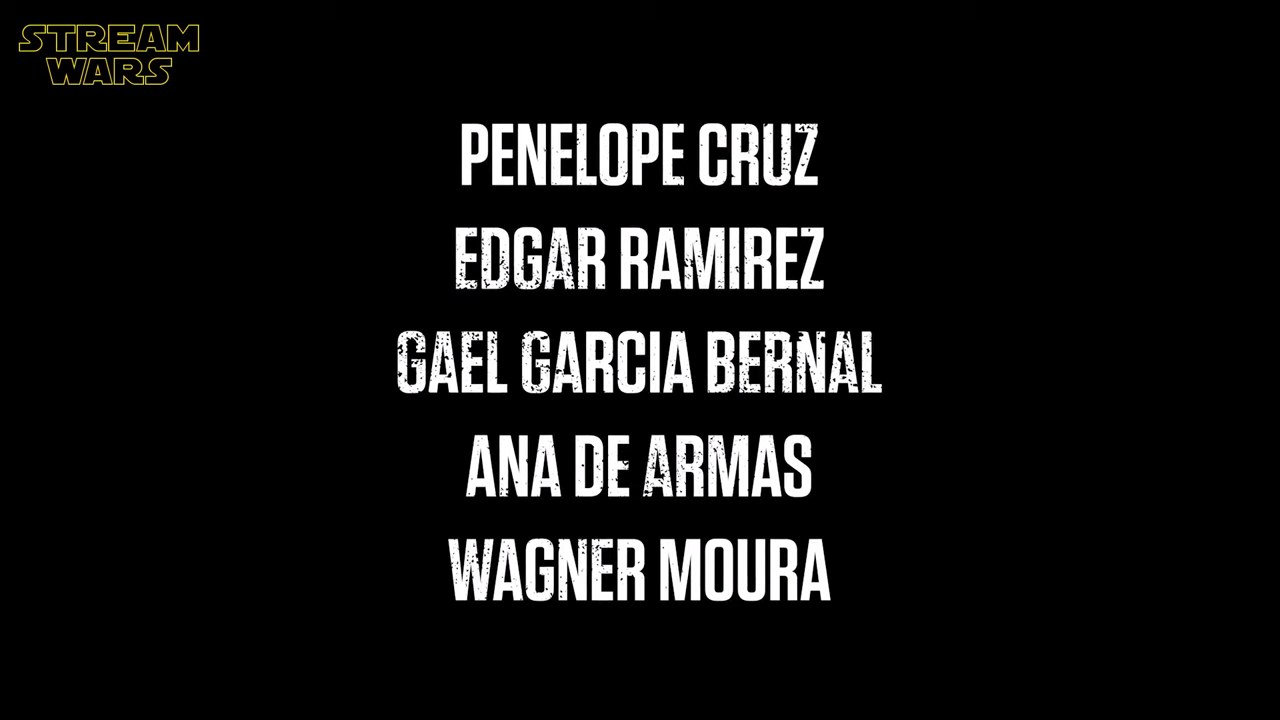 STREAM
WARS
PENELOPE CRUZ
EDGAR RAMIREZ
GAEL GARCIA BERNAL
ANA DE ARMAS
WAGNER MOURA